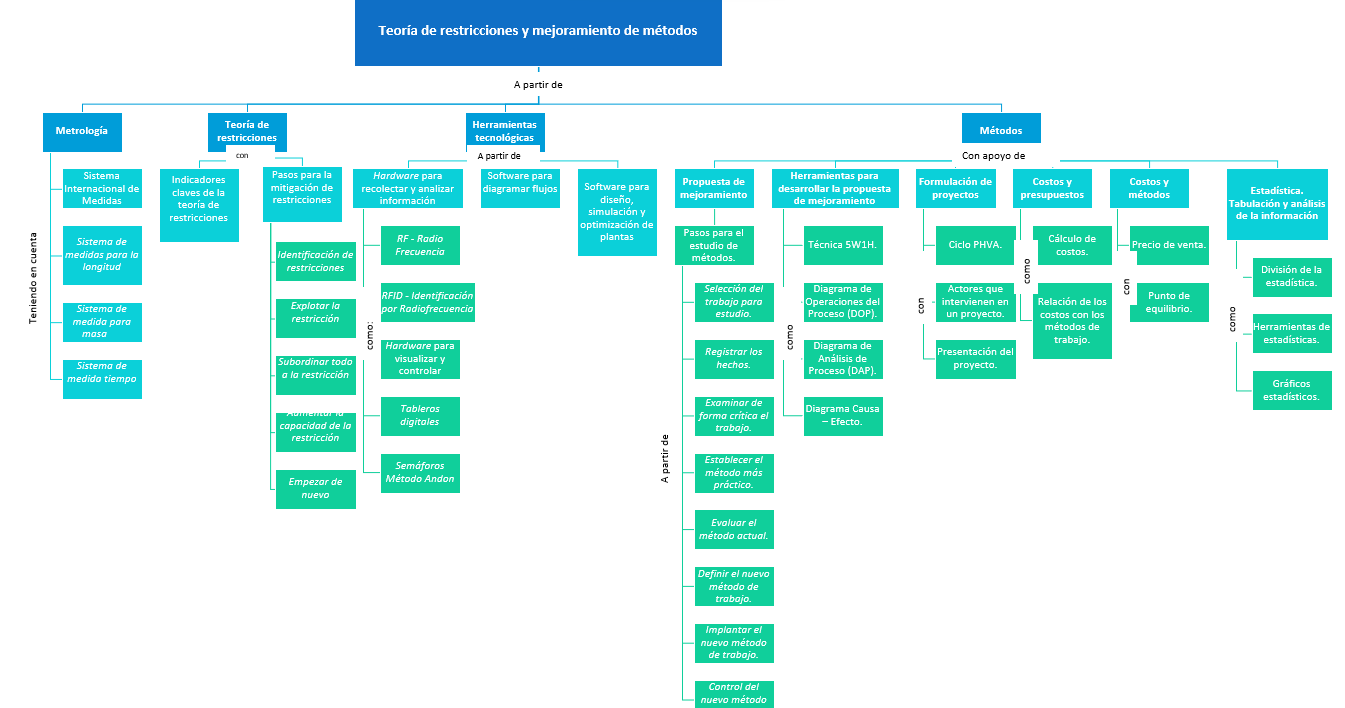 Teoría de restricciones y mejoramiento de métodos
A partir de
Metrología
Teniendo en cuenta
Sistema
Internacional de
Medidas
Sistema de
medidas para la
longitud
Sistema de
medida para
masa
Sistema de
medida tiempo
Teoría de
restricciones
con
Indicadores
claves de la
teoría de
restricciones
Pasos para la
mitigación de
restricciones
Identificación de
restricciones
Explotar la
restricción
Subordinar todo
a la restricción
Aumentar la
capacidad de la
restricción
Empezar de
nuevo
Herramientas
tecnológicas
A partir de
Hardware para
recolectar y analizar
información
como:
RF - Radio
Frecuencia
RFID - Identificación
por Radiofrecuencia
Hardware para
visualizar y
controlar
Tableros
digitales
Semáforos
Método Andon
Software para
diagramar flujos
Software para
diseño,
simulación y
optimización de
plantas
Métodos
Con apoyo de
Propuesta de
mejoramiento
Pasos para el
estudio de
métodos.
A partir de
Selección del
trabajo para
estudio.
Registrar los
hechos.
Examinar de
forma crítica el
trabajo.
Establecer el
método más
práctico.
Evaluar el
método actual.
Definir el nuevo
método de
trabajo.
Implantar el
nuevo método
de trabajo.
Control del
nuevo método
Herramientas para
desarrollar la propuesta
de mejoramiento
como
Técnica 5W1H.
Diagrama de
Operaciones del
Proceso (DOP).
Diagrama de
Análisis de
Proceso (DAP).
Diagrama Causa
– Efecto.
Formulación de
proyectos
con
Ciclo PHVA.
Actores que
intervienen en
un proyecto.
Presentación del
proyecto.
Costos y
presupuestos
como
Cálculo de
costos.
Relación de los
costos con los
métodos de
trabajo.
Costos y
métodos
con
Precio de venta.
Punto de
equilibrio.
Estadística.
Tabulación y análisis
de la información
como
División de la
estadística.
Herramientas de
estadísticas.
Gráficos
estadísticos.